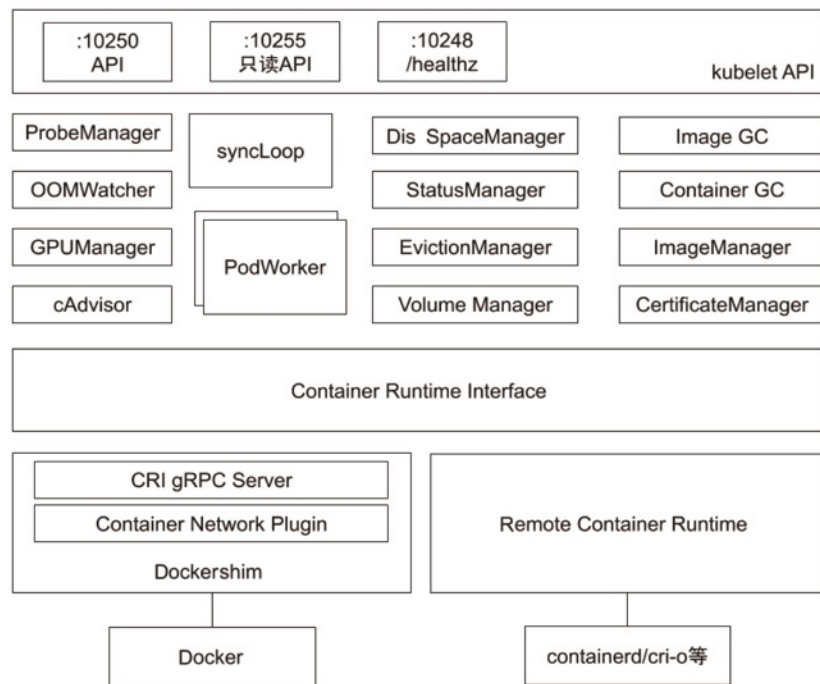 :10250
API
:10255
只读API
:10248
/healthz
kubelet API
ProbeManager
syncLoop
Dis SpaceManager
Image GC
OOMWatcher
StatusManager
Container GC
GPUManager
PodWorker
EvictionManager
ImageManager
cAdvisor
Volume Manager
CertificateManager
Container Runtime Interface
CRI gRPC Server
Container Network Plugin
Dockershim
Remote Container Runtime
Docker
containerd/cri-o等